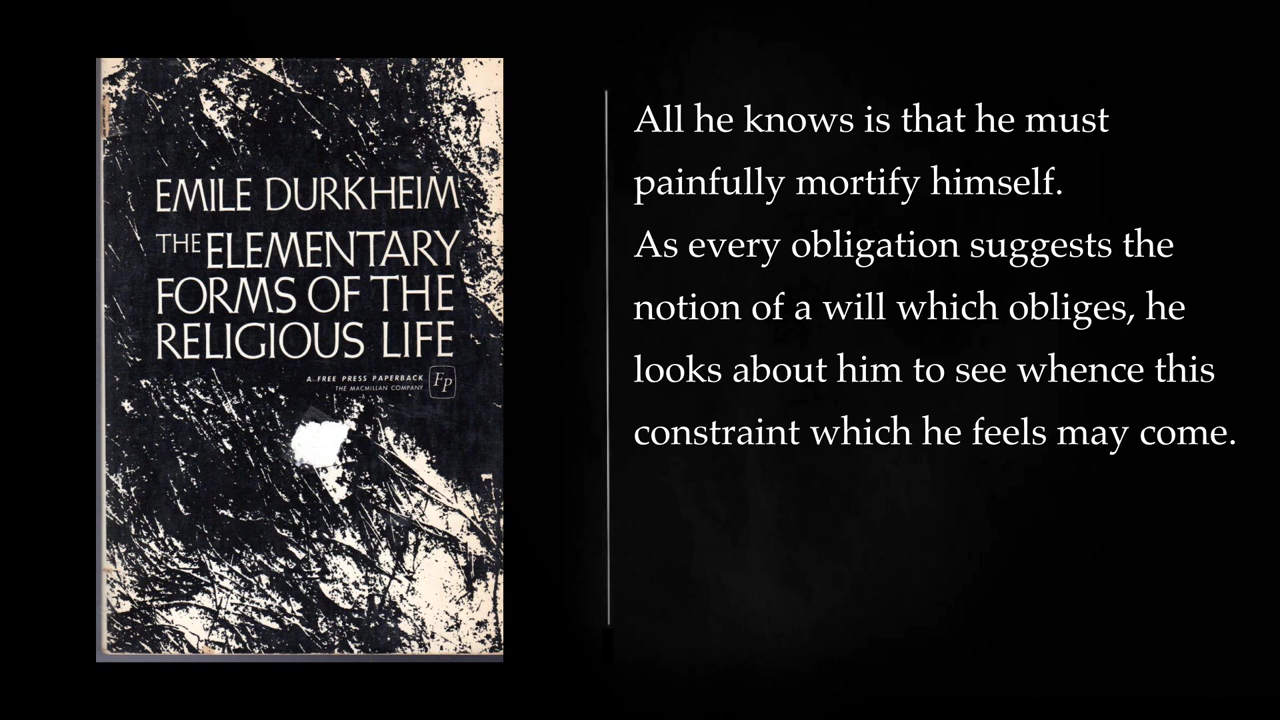 EMILE DURKHEIM
THE ELEMENTARY
FORMS OF THE
RELIGIOUS LIFE
A FREE PRESS PAPERBACK
THE MACMILLAN COMPANY
Fp
All he knows is that he must
painfully mortify himself.
As every obligation suggests the
notion of a will which obliges, he
looks about him to see whence this
constraint which he feels may come.